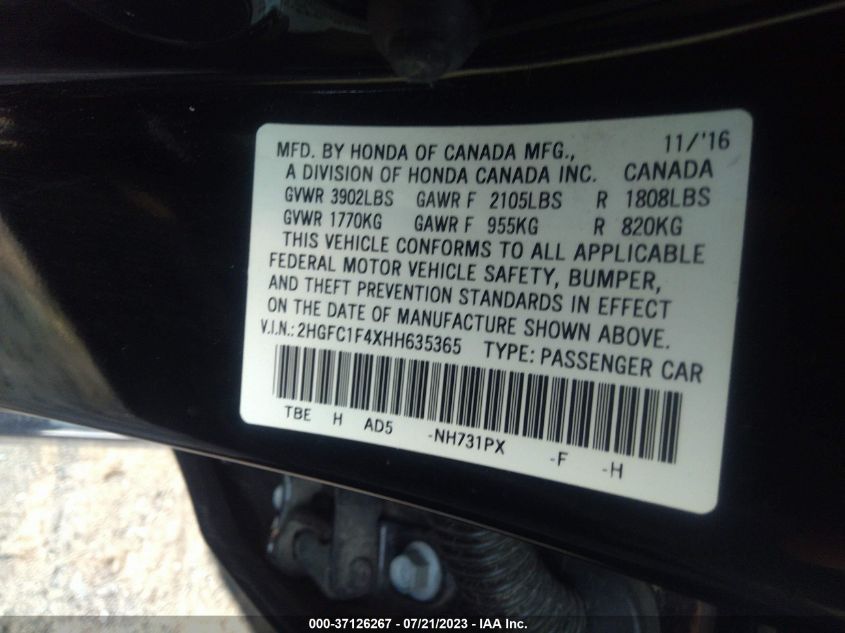 11/'16
MFD. BY HONDA OF CANADA MFG.,
A DIVISION OF HONDA CANADA INC. CANADA
GVWR 3902LBS GAWR F 2105LBS R 1808LBS
GVWR 1770KG GAWR F 955KG R 820KG
THIS VEHICLE CONFORMS TO ALL APPLICABLE
FEDERAL MOTOR VEHICLE SAFETY, BUMPER,
AND THEFT PREVENTION STANDARDS IN EFFECT
ON THE DATE OF MANUFACTURE SHOWN ABOVE.
V.I.N.: 2HGFC1F4XHH635365 TYPE: PASSENGER CAR
TBE H AD5 -NH731PX -F -H
000-37126267 - 07/21/2023 - IAA Inc.